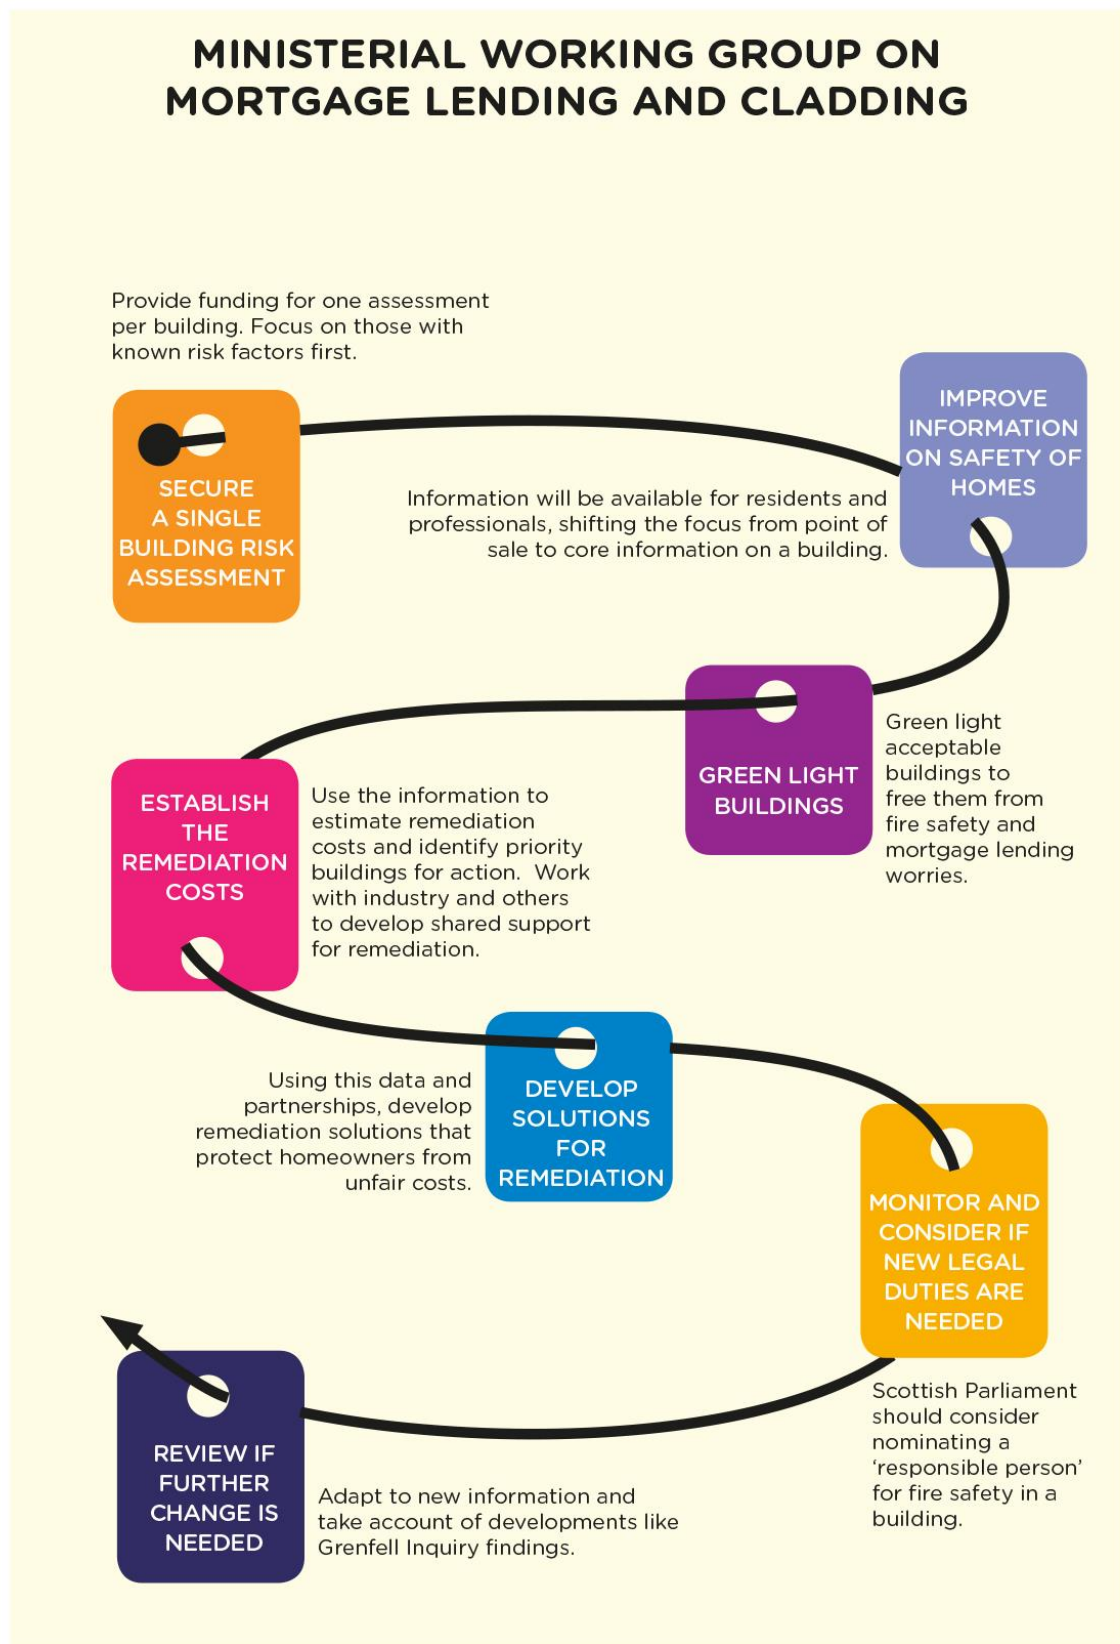 MINISTERIAL WORKING GROUP ON
MORTGAGE LENDING AND CLADDING
Provide funding for one assessment
per building. Focus on those with
known risk factors first.
SECURE
A SINGLE
BUILDING RISK
ASSESSMENT
IMPROVE
INFORMATION
ON SAFETY OF
HOMES
Information will be available for residents and
professionals, shifting the focus from point of
sale to core information on a building.
GREEN LIGHT
BUILDINGS
Green light
acceptable
buildings to
free them from
fire safety and
mortgage lending
worries.
ESTABLISH
THE
REMEDIATION
COSTS
Use the information to
estimate remediation
costs and identify priority
buildings for action. Work
with industry and others
to develop shared support
for remediation.
DEVELOP
SOLUTIONS
FOR
REMEDIATION
Using this data and
partnerships, develop
remediation solutions that
protect homeowners from
unfair costs.
MONITOR AND
CONSIDER IF
NEW LEGAL
DUTIES ARE
NEEDED
Scottish Parliament
should consider
nominating a
‘responsible person’
for fire safety in a
building.
REVIEW IF
FURTHER
CHANGE IS
NEEDED
Adapt to new information and
take account of developments like
Grenfell Inquiry findings.